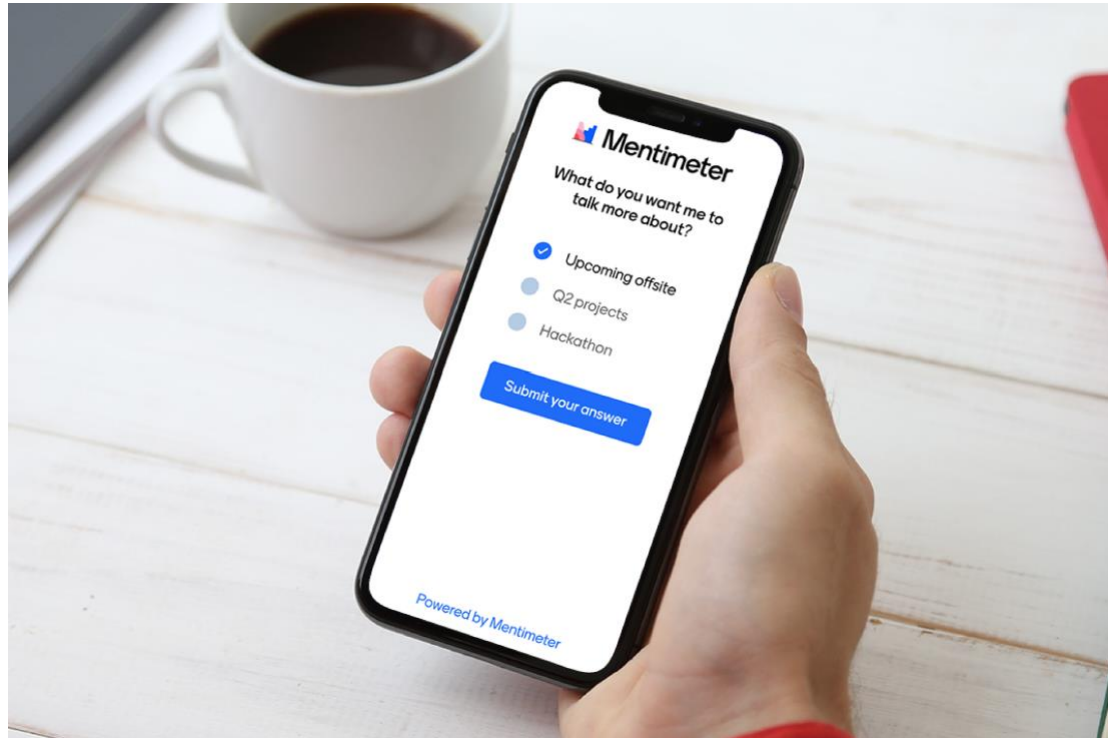 Mentimeter
What do you want me to
talk more about?
Upcoming offsite
Q2 projects
Hackathon
Submit your answer
Powered by Mentimeter